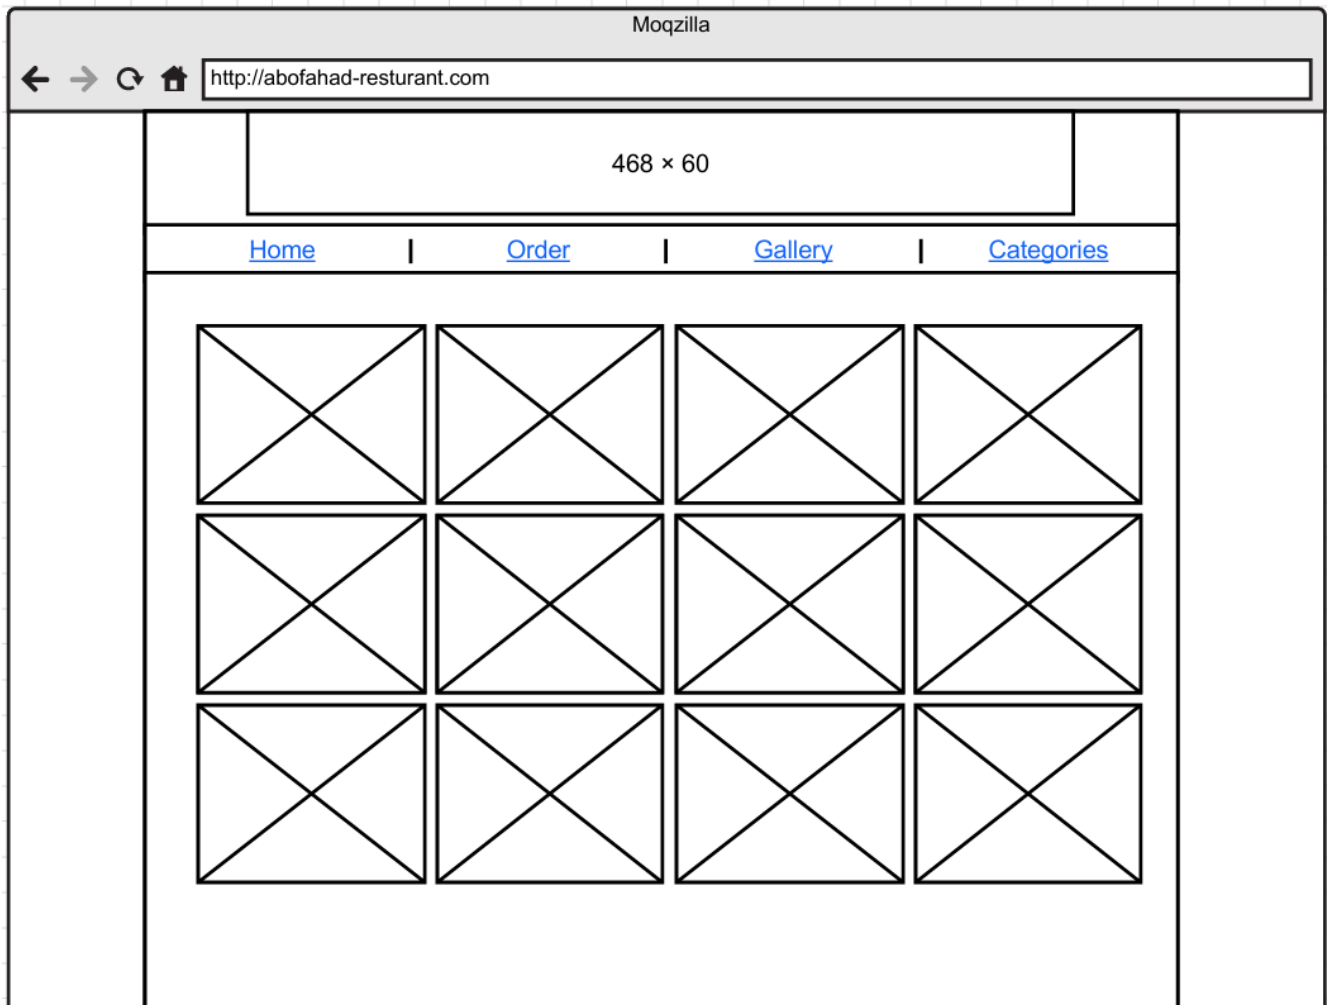 Moqzilla
http://abofahad-resturant.com
468 × 60
Home | Order | Gallery | Categories